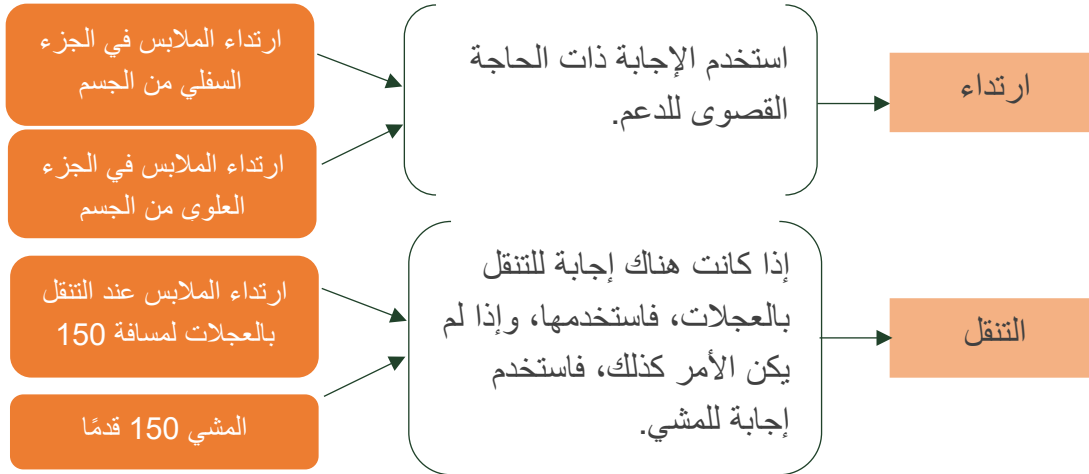 ارتداء الملابس في الجزء
السفلي من الجسم
ارتداء الملابس في الجزء
العلوي من الجسم
استخدم الإجابة ذات الحاجة
القصوى للدعم.
ارتداء
ارتداء الملابس عند التنقل
بالعجلات لمسافة 150
المشي 150 قدمًا
إذا كانت هناك إجابة للتنقل
بالعجلات، فاستخدمها، وإذا لم
يكن الأمر كذلك، فاستخدم
إجابة للمشي.
التنقل